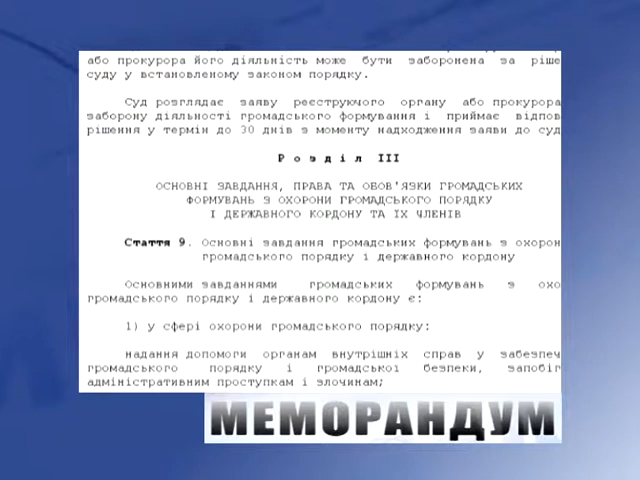 або прокурора його діяльність може бути заборонена за ріше
суду у встановленому законом порядку.
Суд розглядає заяву реєструючого органу або прокурора
заборону діяльності громадського формування і приймає відпов
рішення у термін до 30 днів з моменту надходження заяви до суд
Р о з д і л III
ОСНОВНІ ЗАВДАННЯ, ПРАВА ТА ОБОВ'ЯЗКИ ГРОМАДСЬКИХ
ФОРМУВАНЬ З ОХОРОНИ ГРОМАДСЬКОГО ПОРЯДКУ
І ДЕРЖАВНОГО КОРДОНУ ТА ЇХ ЧЛЕНІВ
Стаття 9. Основні завдання громадських формувань з охорон
громадського порядку і державного кордону
Основними завданнями громадських формувань з охо
громадського порядку і державного кордону є:
1) у сфері охорони громадського порядку:
надання допомоги органам внутрішніх справ у забезпеч
громадського порядку і громадської безпеки, запобіг
адміністративним проступкам і злочинам;
МЕМОРАНДУМ